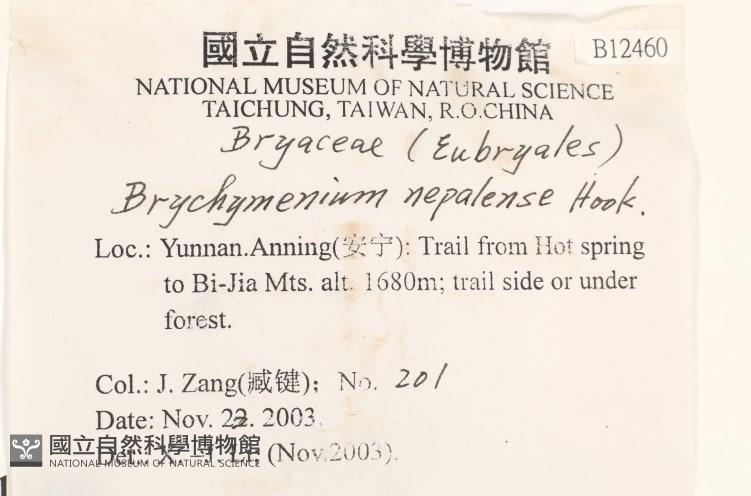 國立自然科學博物館
B12460
NATIONAL MUSEUM OF NATURAL SCIENCE
TAICHUNG, TAIWAN, R.O.CHINA
Bryaceae (Eubryales)
Brychymenium nepalense Hook.
Loc.: Yunnan.Anning(安宁): Trail from Hot spring
to Bi-Jia Mts. alt. 1680m; trail side or under
forest.
Col.: J. Zang(臧键); No. 201
Date: Nov. 22. 2003.
(Nov.2003).
國立自然科學博物館
NATIONAL MUSEUM OF NATURAL SCIENCE